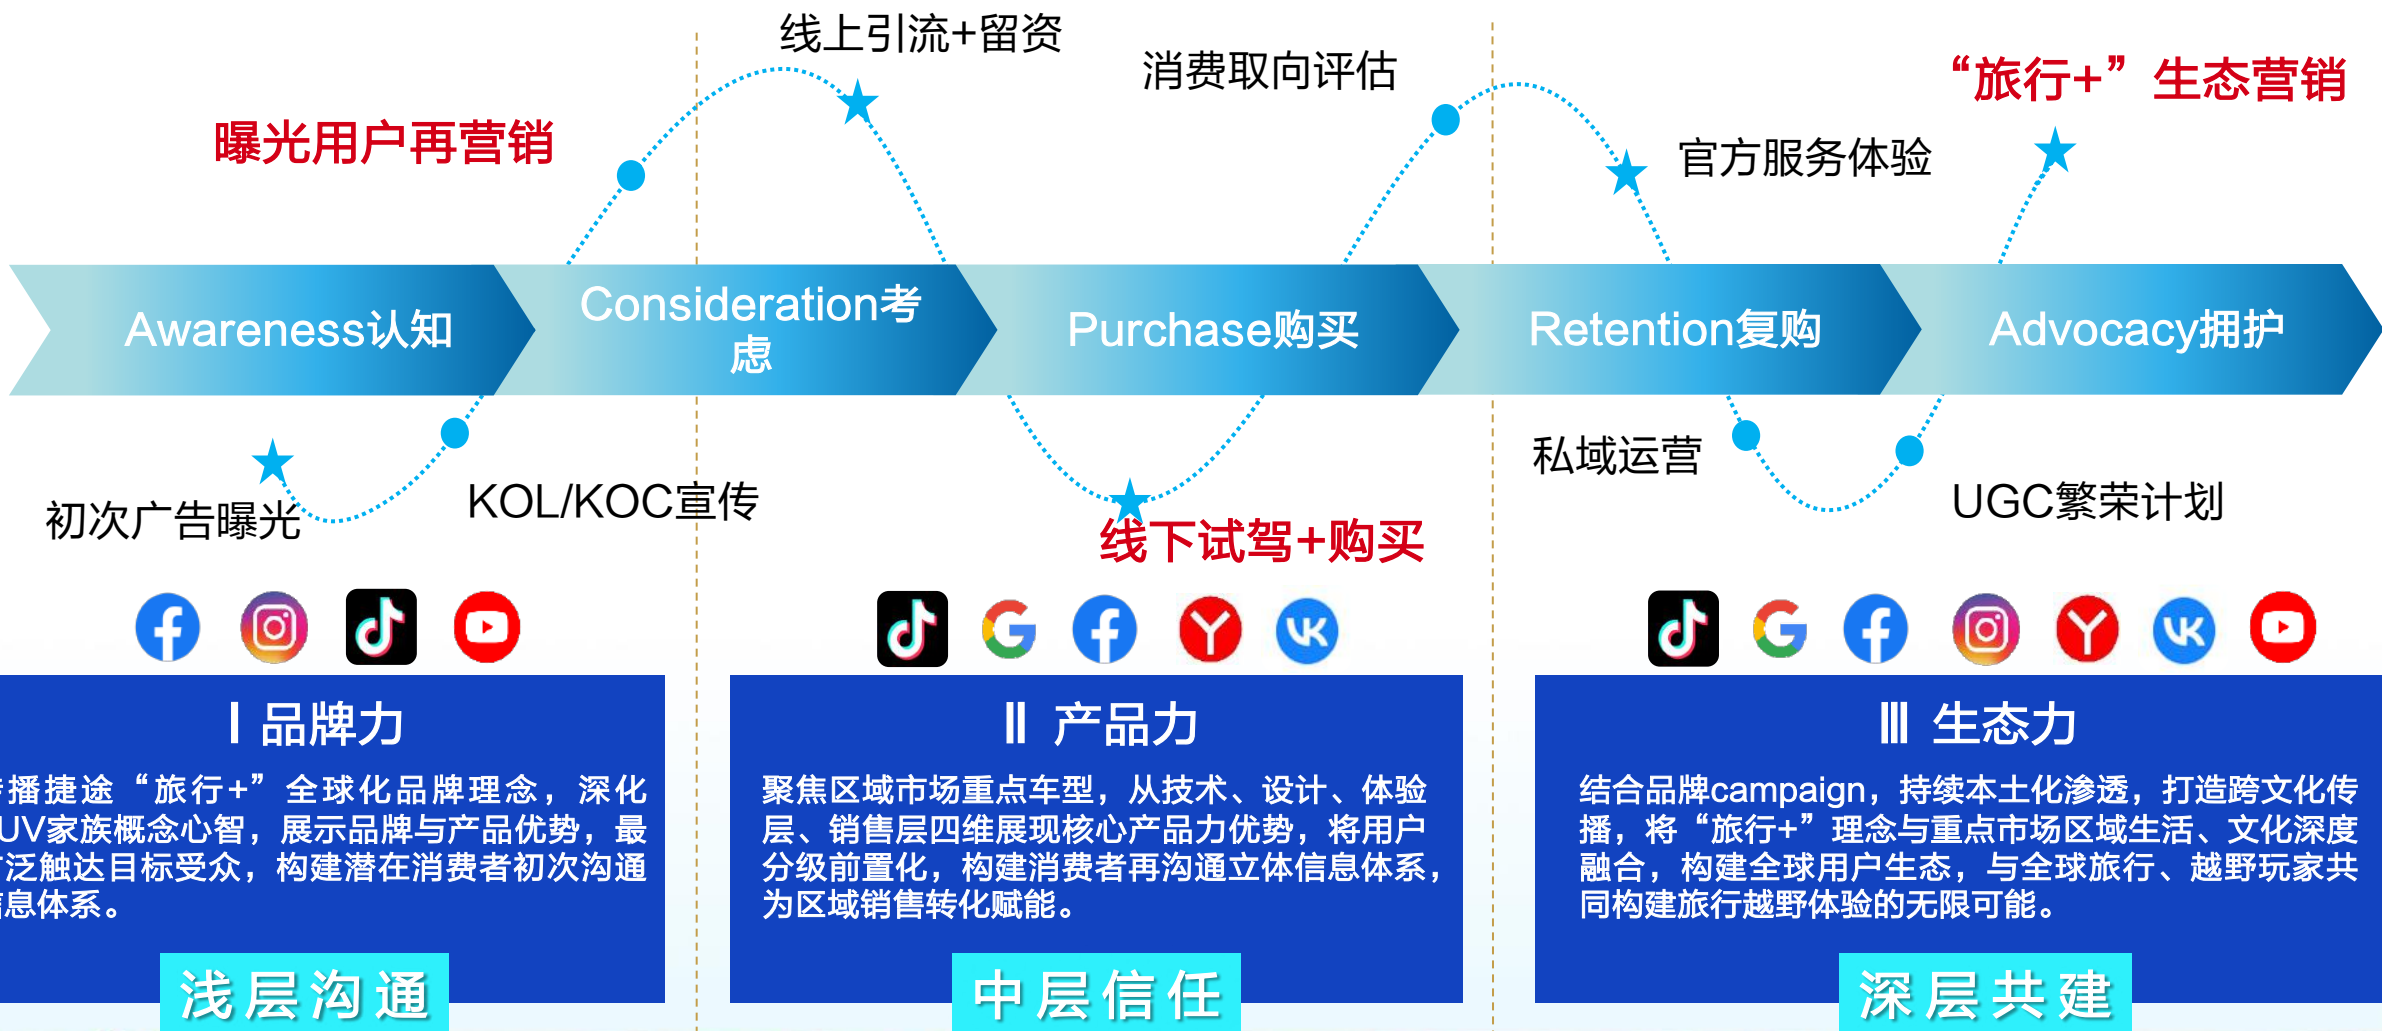 线上引流+留资
消费取向评估
“旅行+”生态营销
曝光用户再营销
官方服务体验
Awareness认知
Consideration考
虑
Purchase购买
Retention复购
Advocacy拥护
初次广告曝光
KOL/KOC宣传
线下试驾+购买
私域运营
UGC繁荣计划
Ⅰ 品牌力
播捷途“旅行+”全球化品牌理念，深化
UV家族概念心智，展示品牌与产品优势，最
泛触达目标受众，构建潜在消费者初次沟通
息体系。
浅层沟通
Ⅱ 产品力
聚焦区域市场重点车型，从技术、设计、体验
层、销售层四维展现核心产品力优势，将用户
分级前置化，构建消费者再沟通立体信息体系，
为区域销售转化赋能。
中层信任
Ⅲ 生态力
结合品牌campaign，持续本土化渗透，打造跨文化传
播，将“旅行+”理念与重点市场区域生活、文化深度
融合，构建全球用户生态，与全球旅行、越野玩家共
同构建旅行越野体验的无限可能。
深层共建